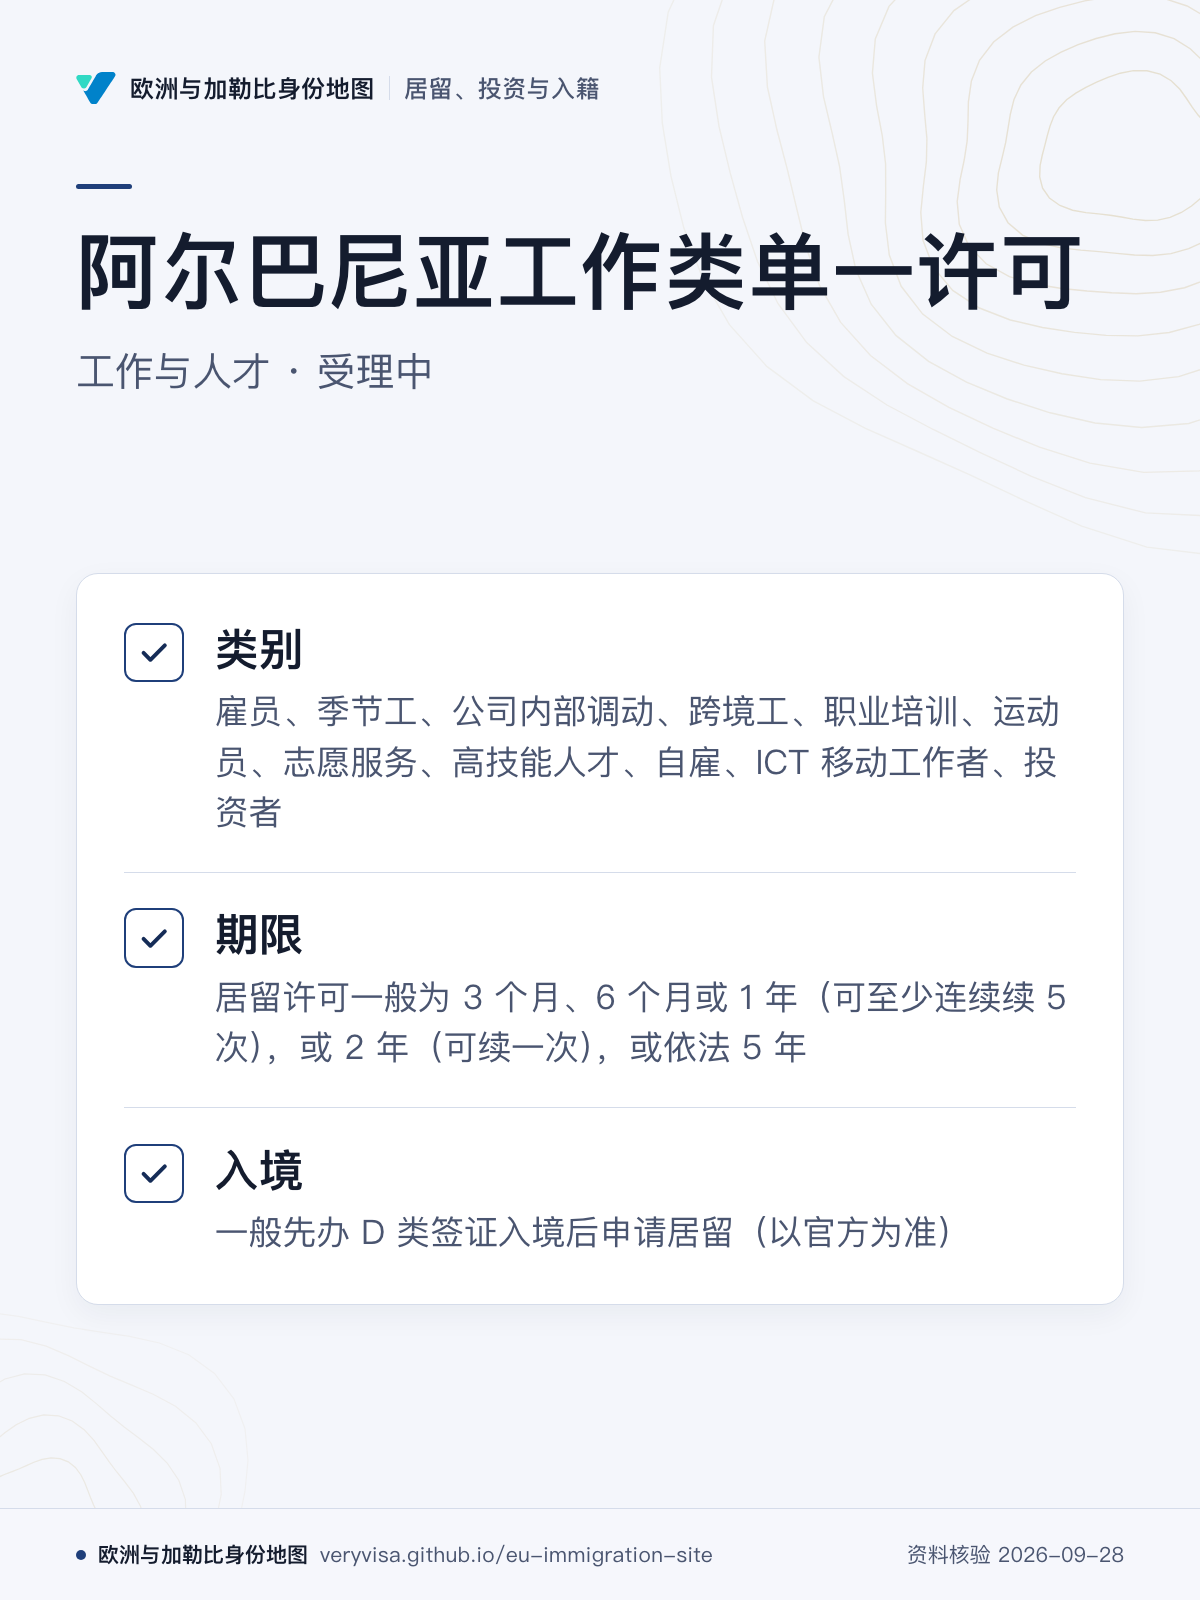 欧洲与加勒比身份地图 居留、投资与入籍
阿尔巴尼亚工作类单一许可
工作与人才 · 受理中
类别
雇员、季节工、公司内部调动、跨境工、职业培训、运动
员、志愿服务、高技能人才、自雇、ICT 移动工作者、投
资者
期限
居留许可一般为 3 个月、6 个月或 1 年（可至少连续续 5
次），或 2 年（可续一次），或依法 5 年
入境
一般先办 D 类签证入境后申请居留（以官方为准）
欧洲与加勒比身份地图 veryvisa.github.io/eu-immigration-site 资料核验 2026-09-28